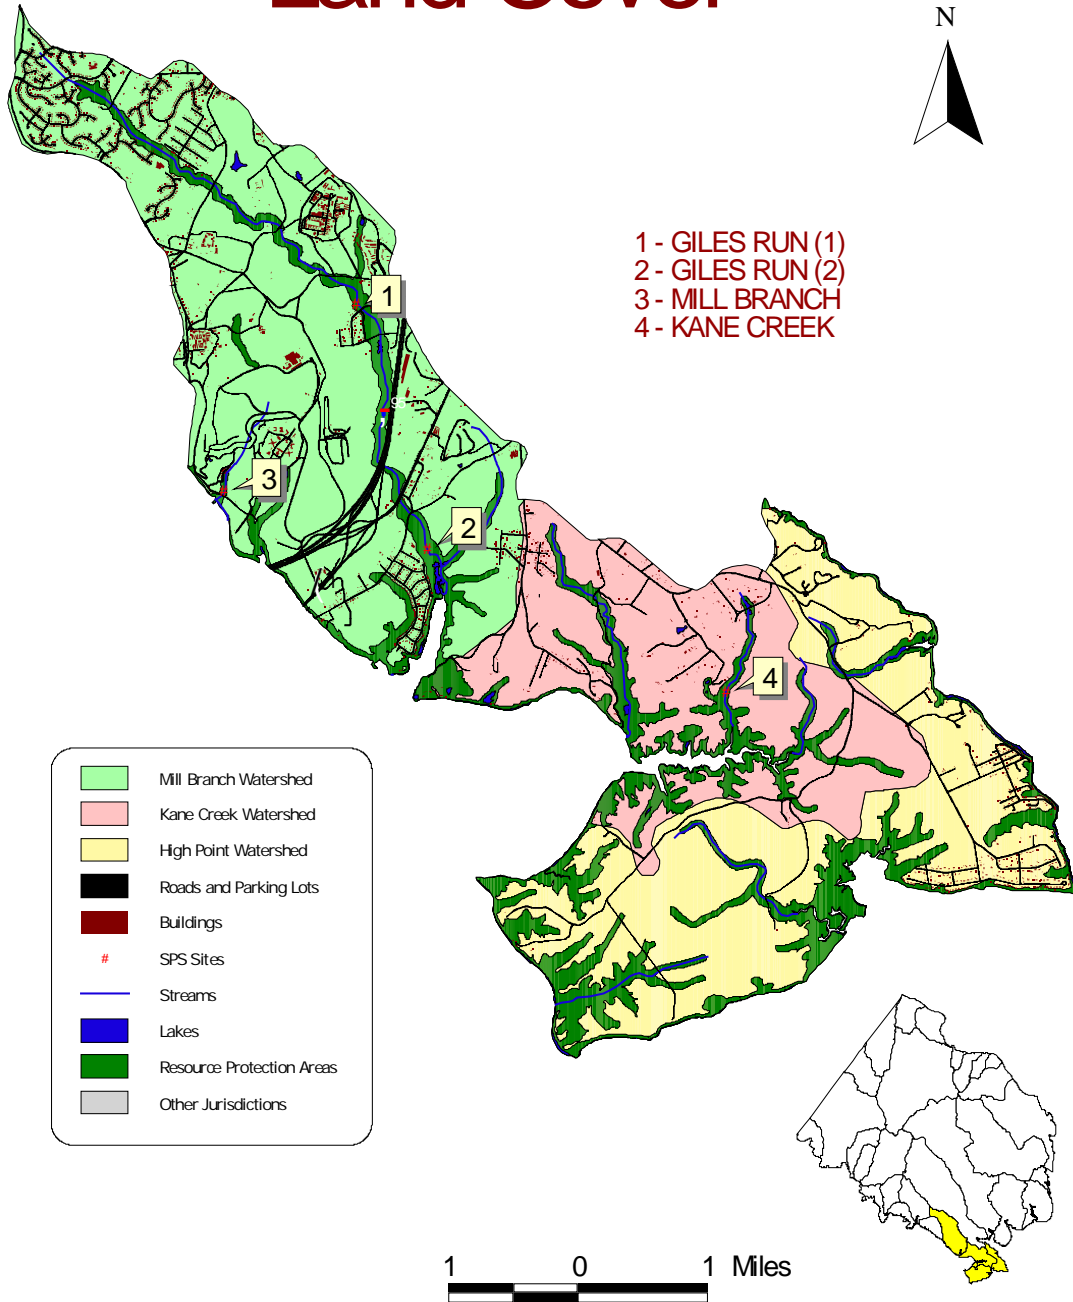 Land Cover
N
1 - GILES RUN (1)
2 - GILES RUN (2)
3 - MILL BRANCH
4 - KANE CREEK
1
3
2
4
Mill Branch Watershed
Kane Creek Watershed
High Point Watershed
Roads and Parking Lots
Buildings
# SPS Sites
Streams
Lakes
Resource Protection Areas
Other Jurisdictions
1 0 1 Miles